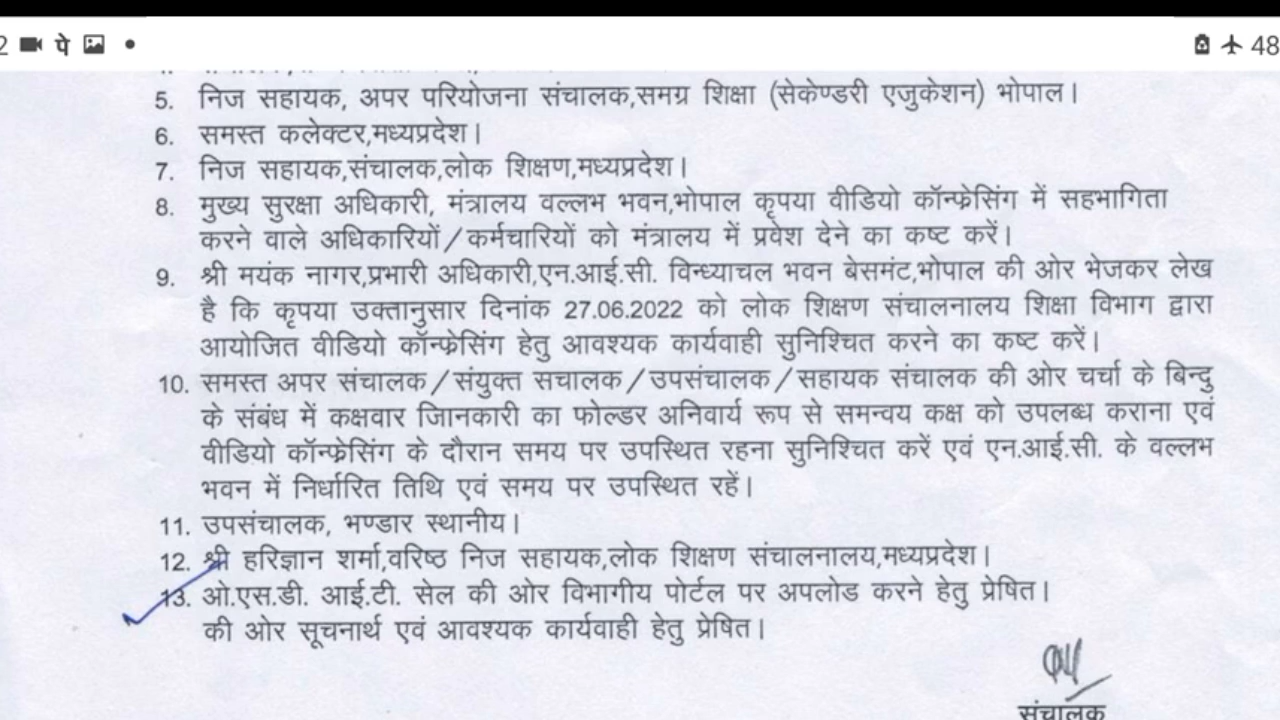 2 पे
48
5. निज सहायक, अपर परियोजना संचालक,समग्र शिक्षा (सेकेण्डरी एजुकेशन) भोपाल।
6. समस्त कलेक्टर,मध्यप्रदेश।
7. निज सहायक,संचालक,लोक शिक्षण,मध्यप्रदेश।
8. मुख्य सुरक्षा अधिकारी, मंत्रालय वल्लभ भवन,भोपाल कृपया वीडियो कॉन्फ्रेसिंग में सहभागिता
करने वाले अधिकारियों/कर्मचारियों को मंत्रालय में प्रवेश देने का कष्ट करें।
9. श्री मयंक नागर,प्रभारी अधिकारी,एन.आई.सी. विन्ध्याचल भवन बेसमंट,भोपाल की ओर भेजकर लेख
है कि कृपया उक्तानुसार दिनांक 27.06.2022 को लोक शिक्षण संचालनालय शिक्षा विभाग द्वारा
आयोजित वीडियो कॉन्फ्रेसिंग हेतु आवश्यक कार्यवाही सुनिश्चित करने का कष्ट करें।
10. समस्त अपर संचालक/संयुक्त सचालक/उपसंचालक/सहायक संचालक की ओर चर्चा के बिन्दु
के संबंध में कक्षवार जिानकारी का फोल्डर अनिवार्य रूप से समन्वय कक्ष को उपलब्ध कराना एवं
वीडियो कॉन्फ्रेसिंग के दौरान समय पर उपस्थित रहना सुनिश्चित करें एवं एन.आई.सी. के वल्लभ
भवन में निर्धारित तिथि एवं समय पर उपस्थित रहें।
11. उपसंचालक, भण्डार स्थानीय।
12. श्री हरिज्ञान शर्मा,वरिष्ठ निज सहायक,लोक शिक्षण संचालनालय,मध्यप्रदेश।
13. ओ.एस.डी. आई.टी. सेल की ओर विभागीय पोर्टल पर अपलोड करने हेतु प्रेषित।
की ओर सूचनार्थ एवं आवश्यक कार्यवाही हेतु प्रेषित।
संचालक